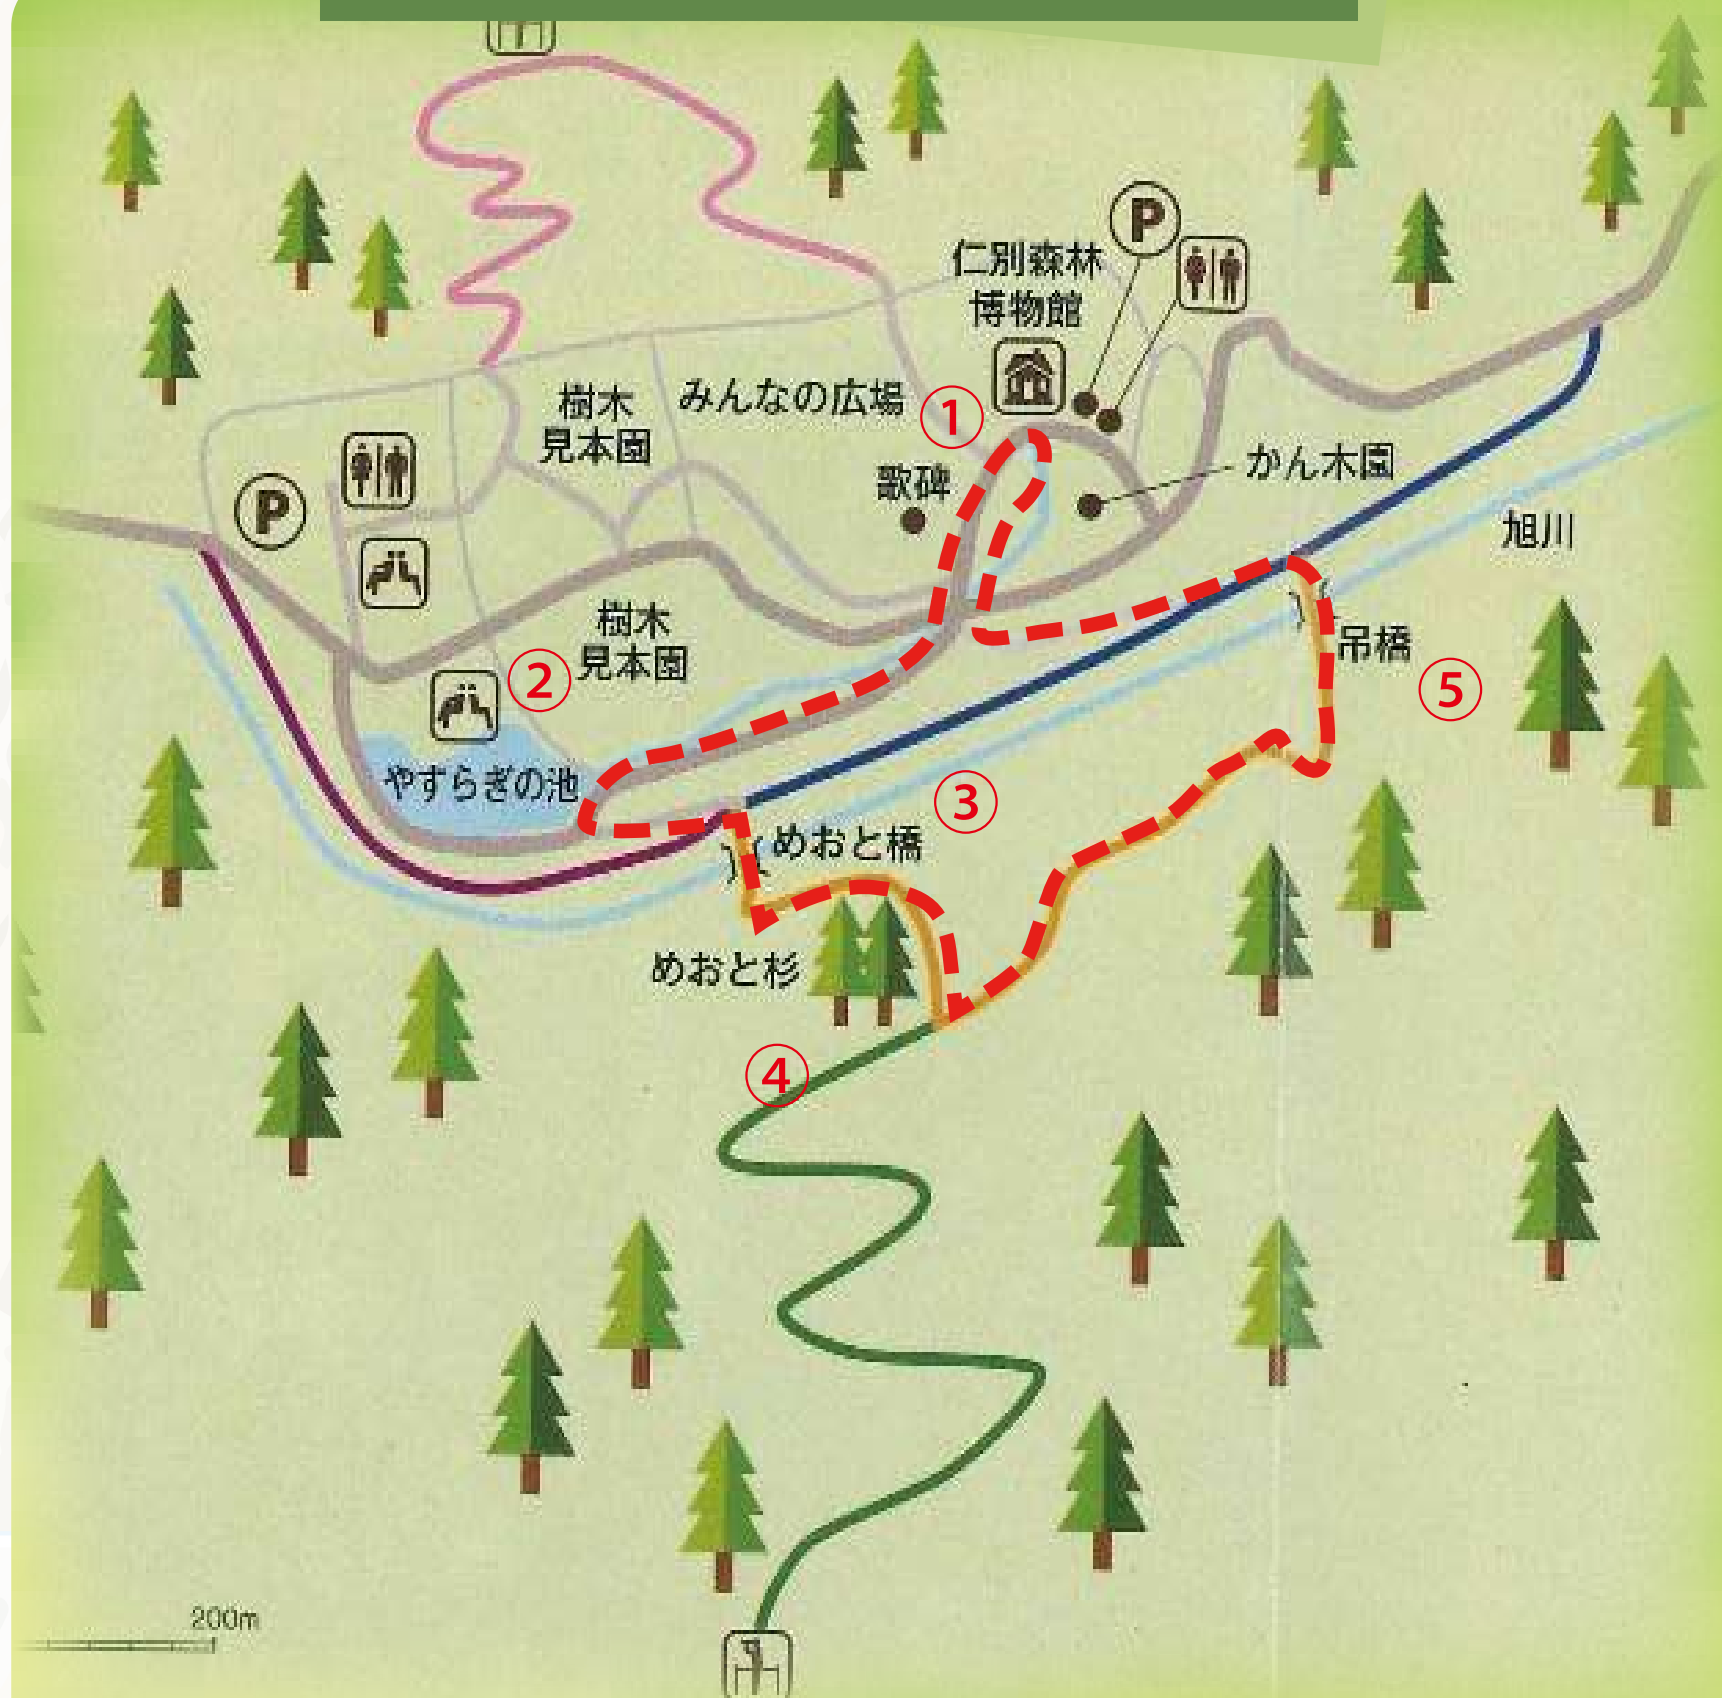 P
仁別森林
博物館
樹木
見本園
みんなの広場
①
歌碑
かん木園
P
旭川
樹木
見本園
②
吊橋
⑤
やすらぎの池
③
めおと橋
めおと杉
④
200m